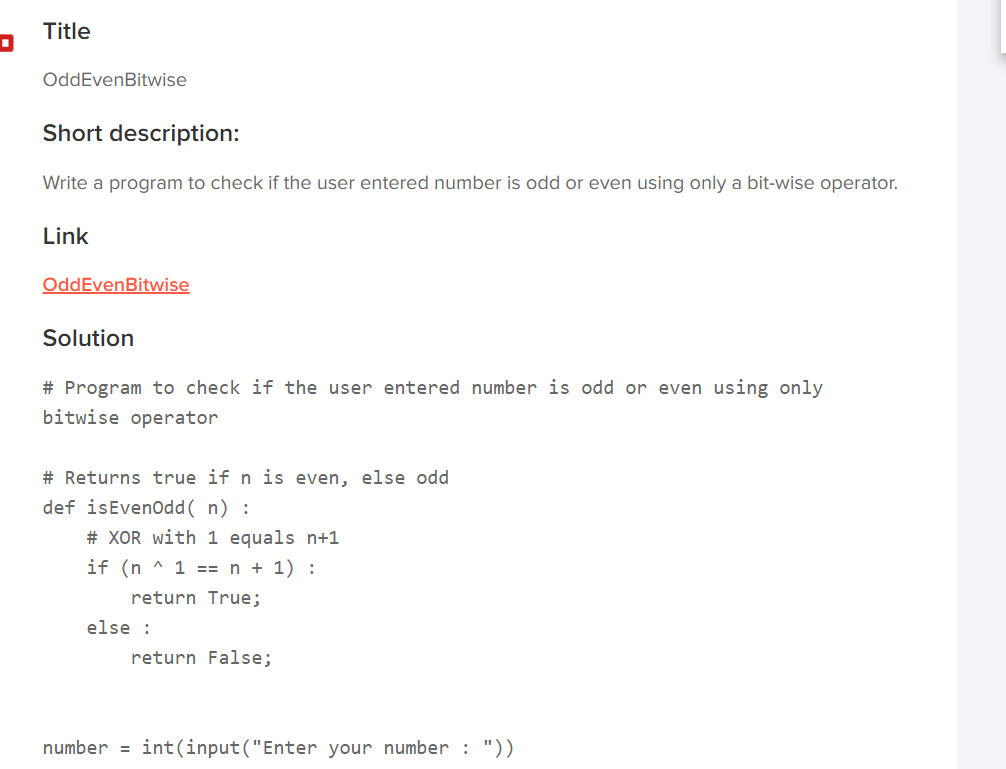 Title
OddEvenBitwise
Short description:
Write a program to check if the user entered number is odd or even using only a bit-wise operator.
Link
OddEvenBitwise
Solution
# Program to check if the user entered number is odd or even using only
bitwise operator
# Returns true if n is even, else odd
def isEvenOdd( n) :
    # XOR with 1 equals n+1
    if (n ^ 1 == n + 1) :
        return True;
    else :
        return False;
number = int(input("Enter your number : "))